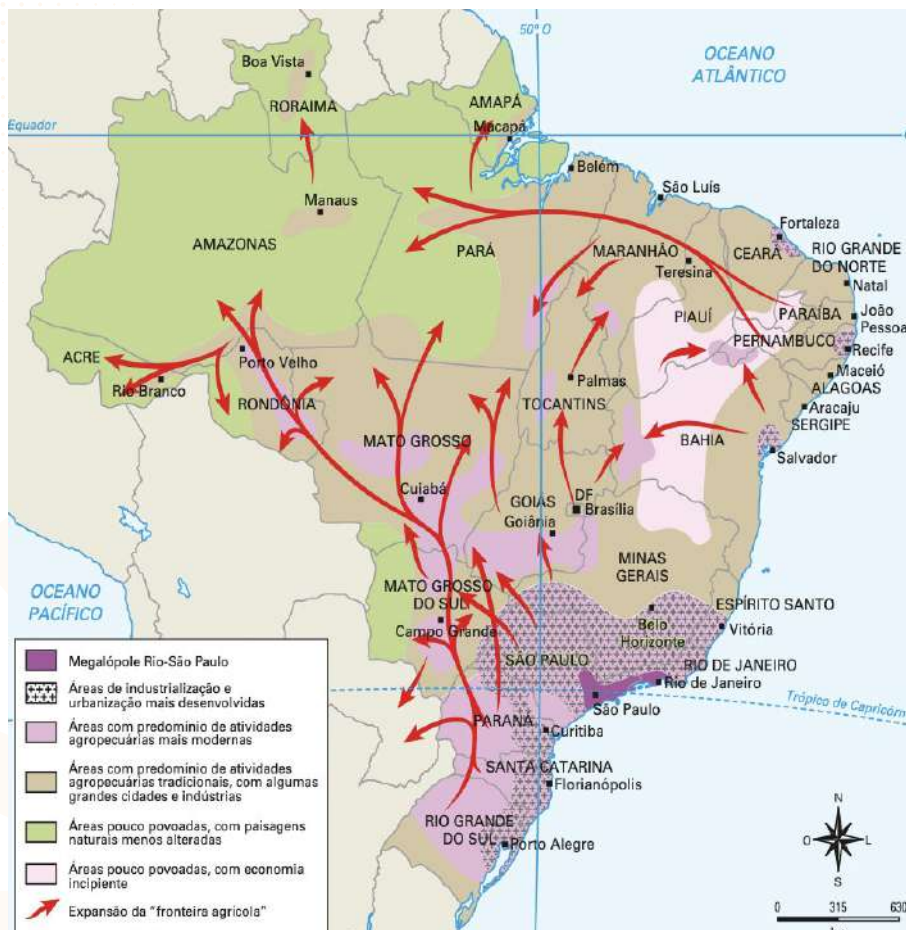 50º O
OCEANO
ATLÂNTICO
Boa Vista
RORAIMA
AMAPÁ
Macapá
Equador
Belém
São Luís
Manaus
Fortaleza
AMAZONAS
PARÁ
MARANHÃO
CEARÁ
RIO GRANDE
DO NORTE
Teresina
Natal
PIAUÍ
PARAÍBA
João
Pessoa
PERNAMBUCO
ACRE
Porto Velho
Recife
Rio Branco
Palmas
Maceió
ALAGOAS
RONDÔNIA
TOCANTINS
Aracaju
SERGIPE
MATO GROSSO
BAHIA
Salvador
Cuiabá
DF
GOIÁS
Brasília
Goiânia
OCEANO
PACÍFICO
MINAS
GERAIS
MATO GROSSO
DO SUL
ESPÍRITO SANTO
Belo
Horizonte
Vitória
Campo Grande
SÃO PAULO
RIO DE JANEIRO
Rio de Janeiro
São Paulo
Trópico de Capricórn
PARANÁ
Curitiba
SANTA CATARINA
Florianópolis
RIO GRANDE
DO SUL
Porto Alegre
Megalópole Rio-São Paulo
Áreas de industrialização e
urbanização mais desenvolvidas
Áreas com predomínio de atividades
agropecuárias mais modernas
Áreas com predomínio de atividades
agropecuárias tradicionais, com algumas
grandes cidades e indústrias
Áreas pouco povoadas, com paisagens
naturais menos alteradas
Áreas pouco povoadas, com economia
incipiente
Expansão da "fronteira agrícola"
N
O
L
S
0
315
630